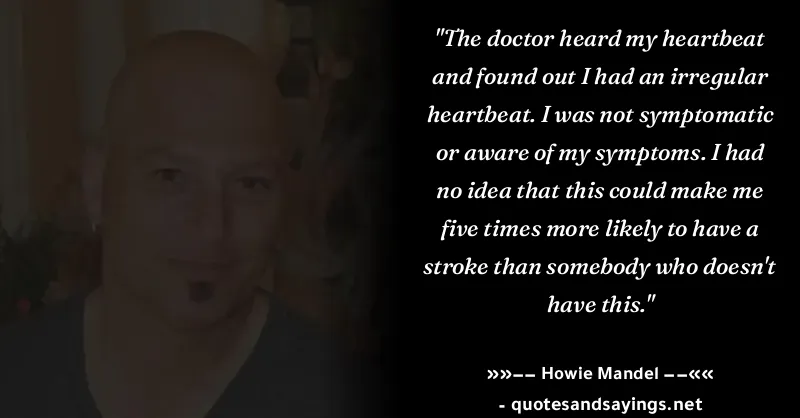 "The doctor heard my heartbeat
and found out I had an irregular
heartbeat. I was not symptomatic
or aware of my symptoms. I had
no idea that this could make me
five times more likely to have a
stroke than somebody who doesn't
have this."
»»−− Howie Mandel −−««
- quotesandsayings.net